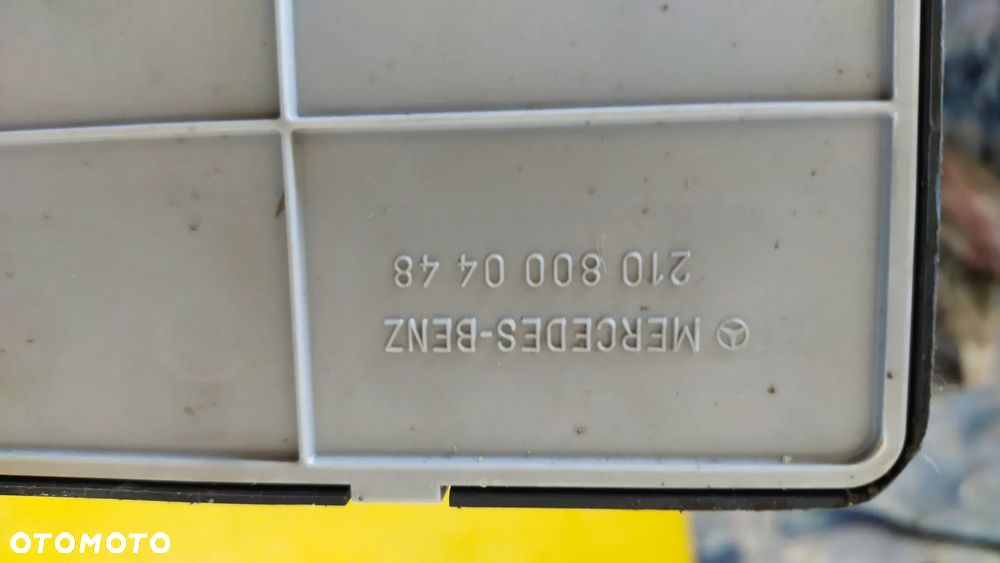 MERCEDES-BENZ
210 800 04 48
OTOMOTO